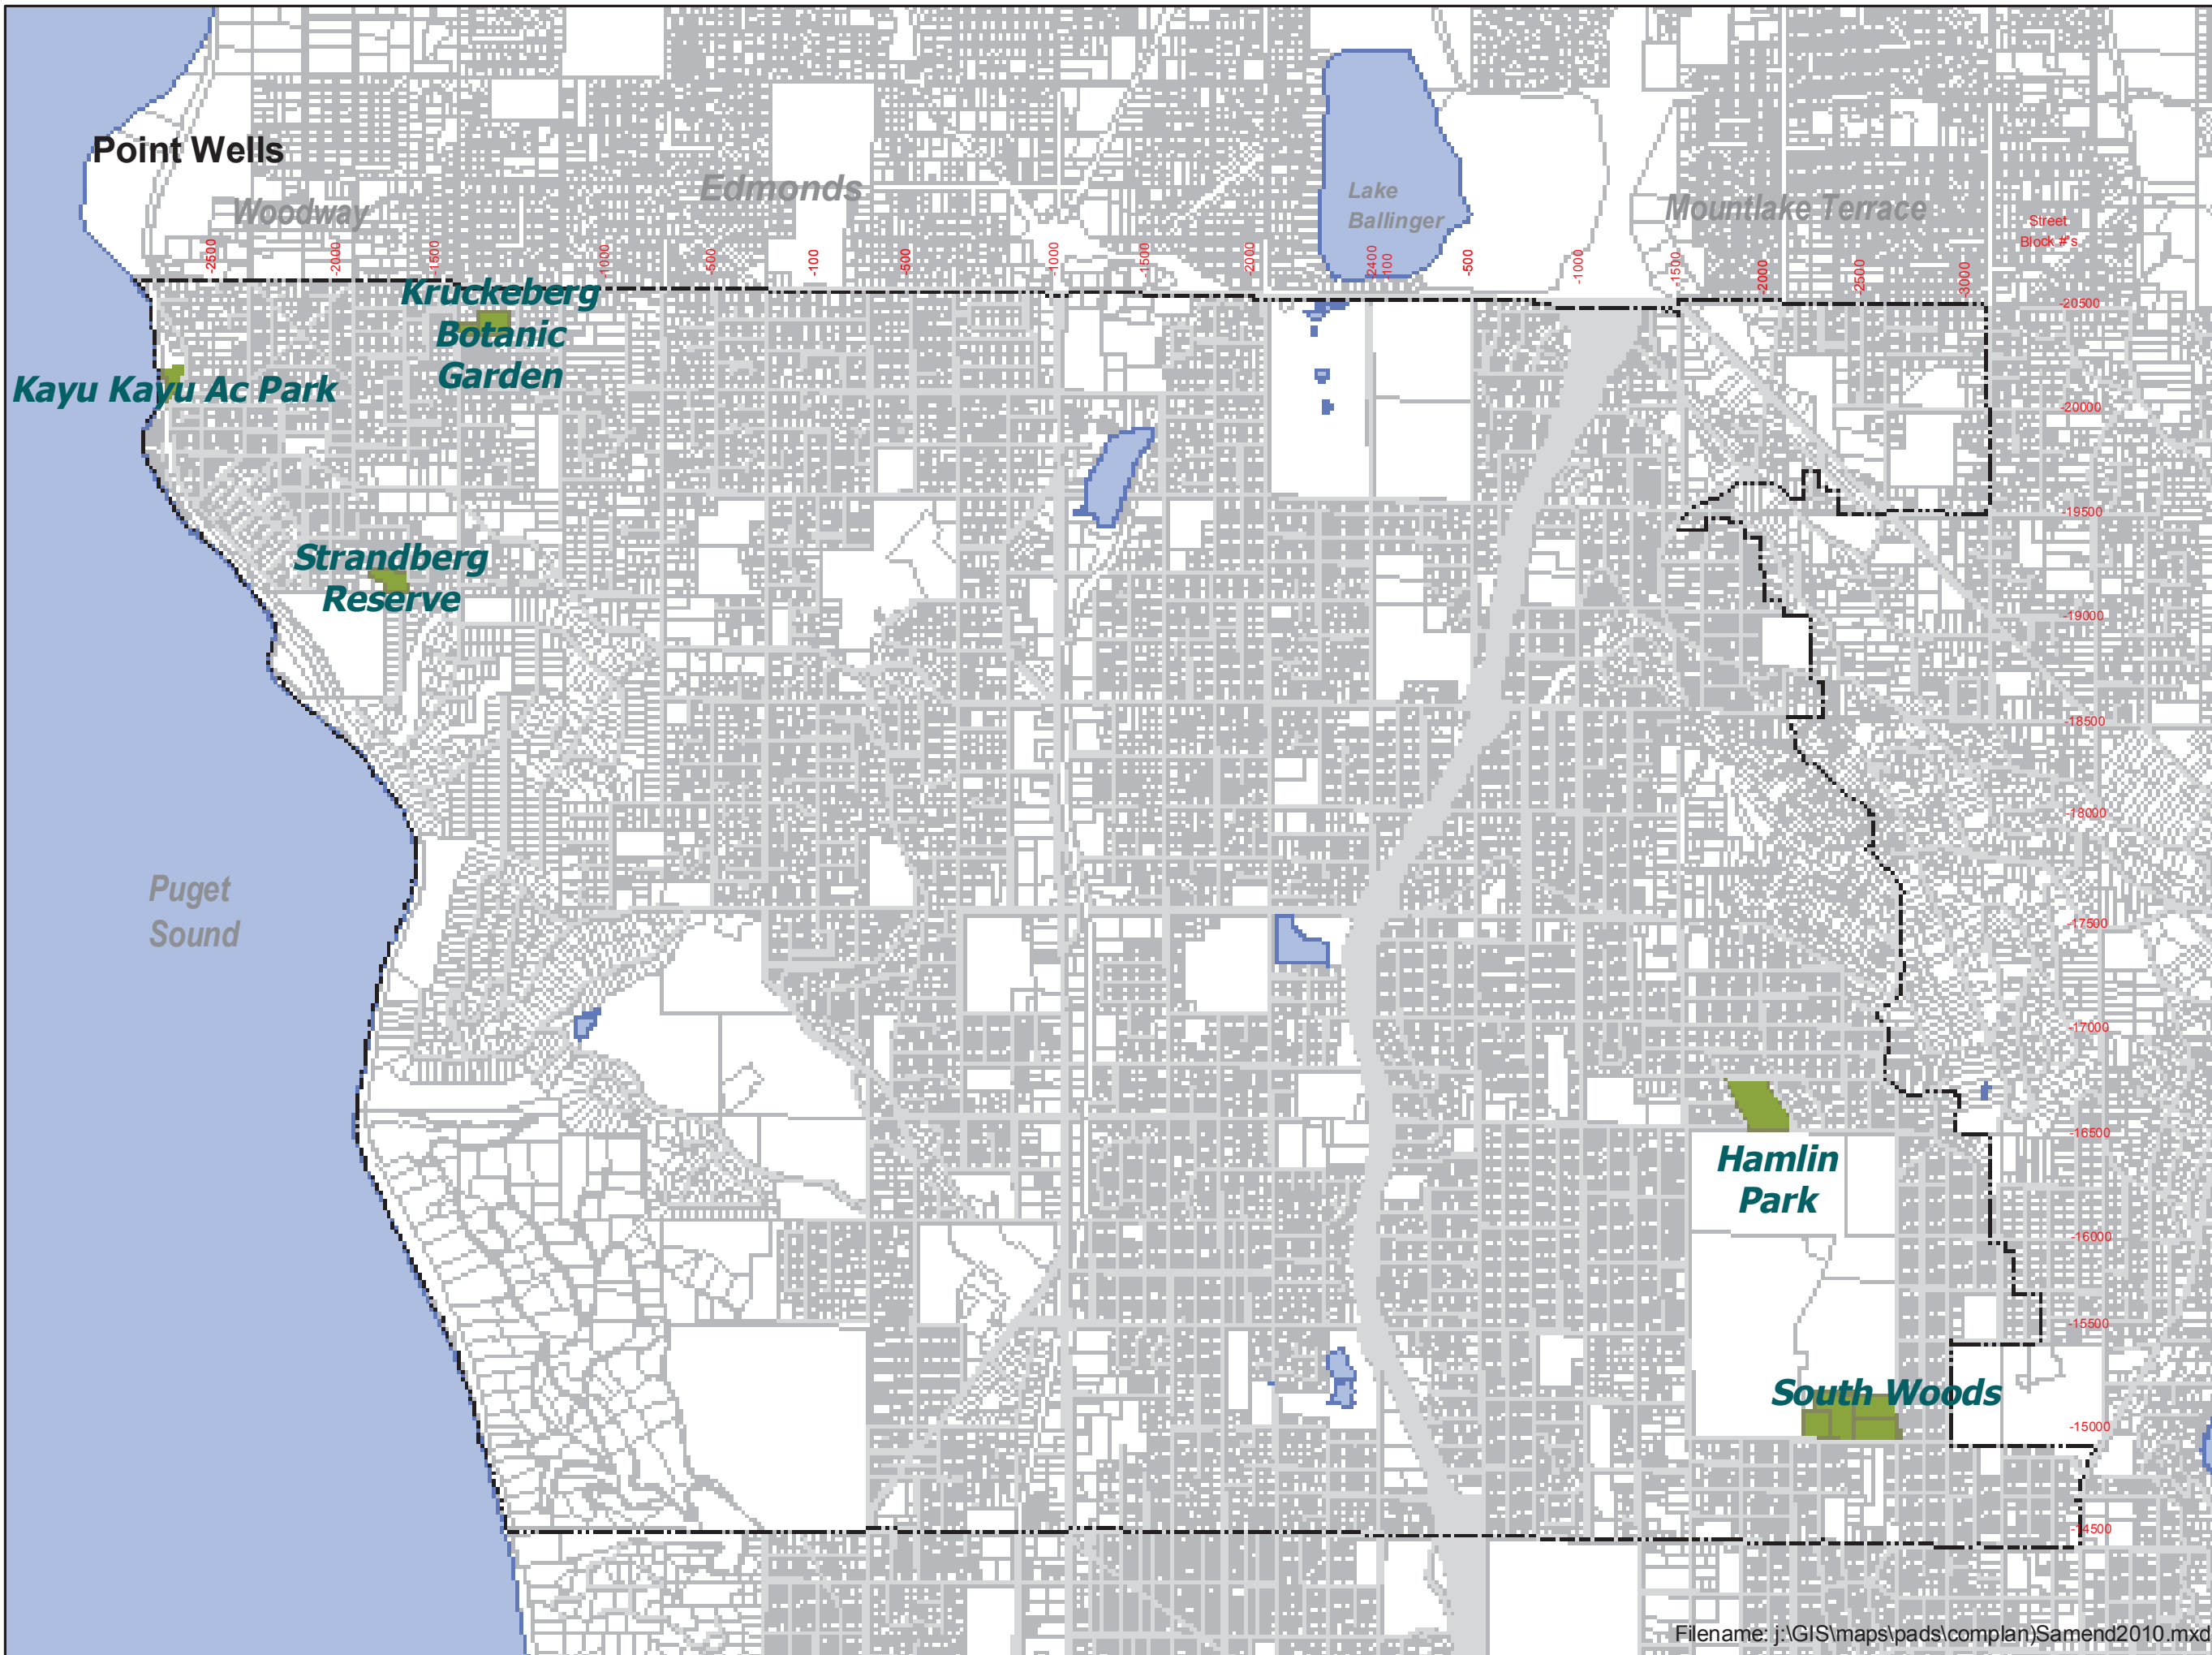 Point Wells
Woodway
Edmonds
Lake
Ballinger
Mountlake Terrace
Street
Block #'s
-2500
-2000
-1500
-1000
-500
-100
-500
-1000
-1500
-2000
-2400
-100
-500
-1000
-1500
-2000
-2500
-3000
Kruckeberg
Botanic
Garden
Kayu Kayu Ac Park
-20500
-20000
-19500
Strandberg
Reserve
-19000
-18500
-18000
Puget
Sound
-17500
-17000
-16500
Hamlin
Park
-16000
-15500
South Woods
-15000
-14500
Filename: j:\GIS\maps\pads\complan)Samend2010.mxd